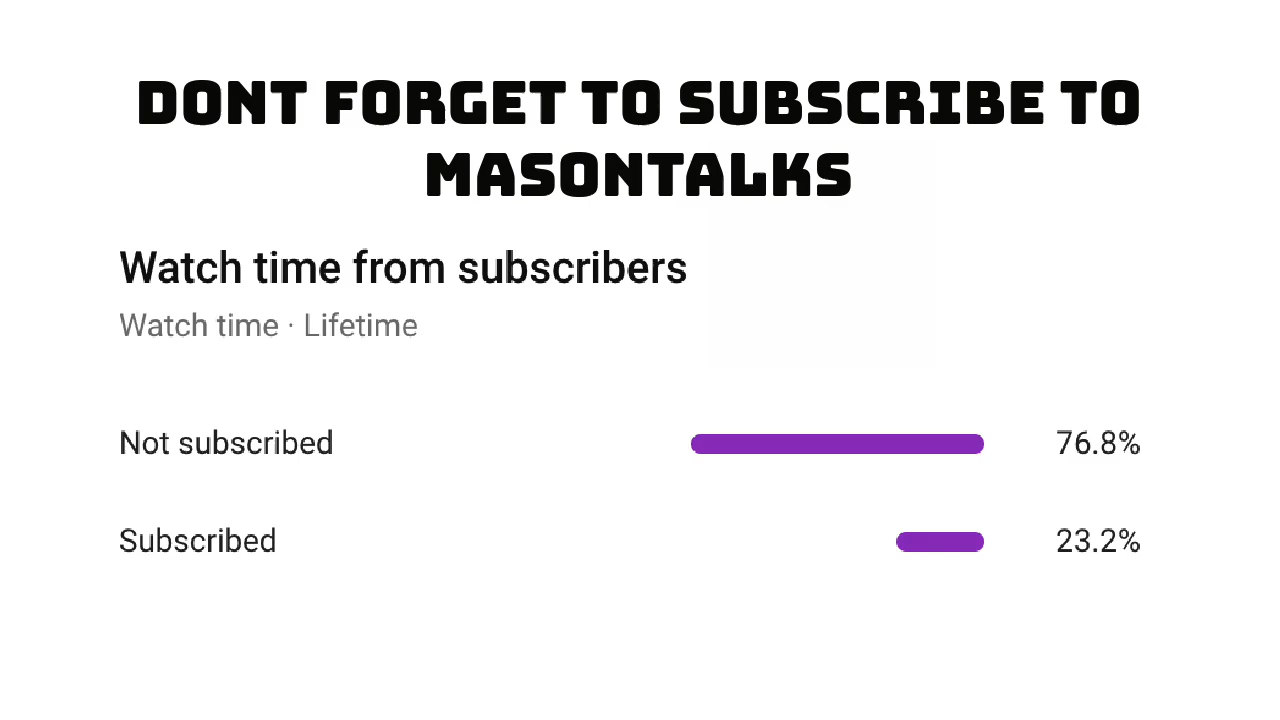 DONT FORGET TO SUBSCRIBE TO
MASONTALKS
Watch time from subscribers
Watch time · Lifetime
Not subscribed 76.8%
Subscribed 23.2%